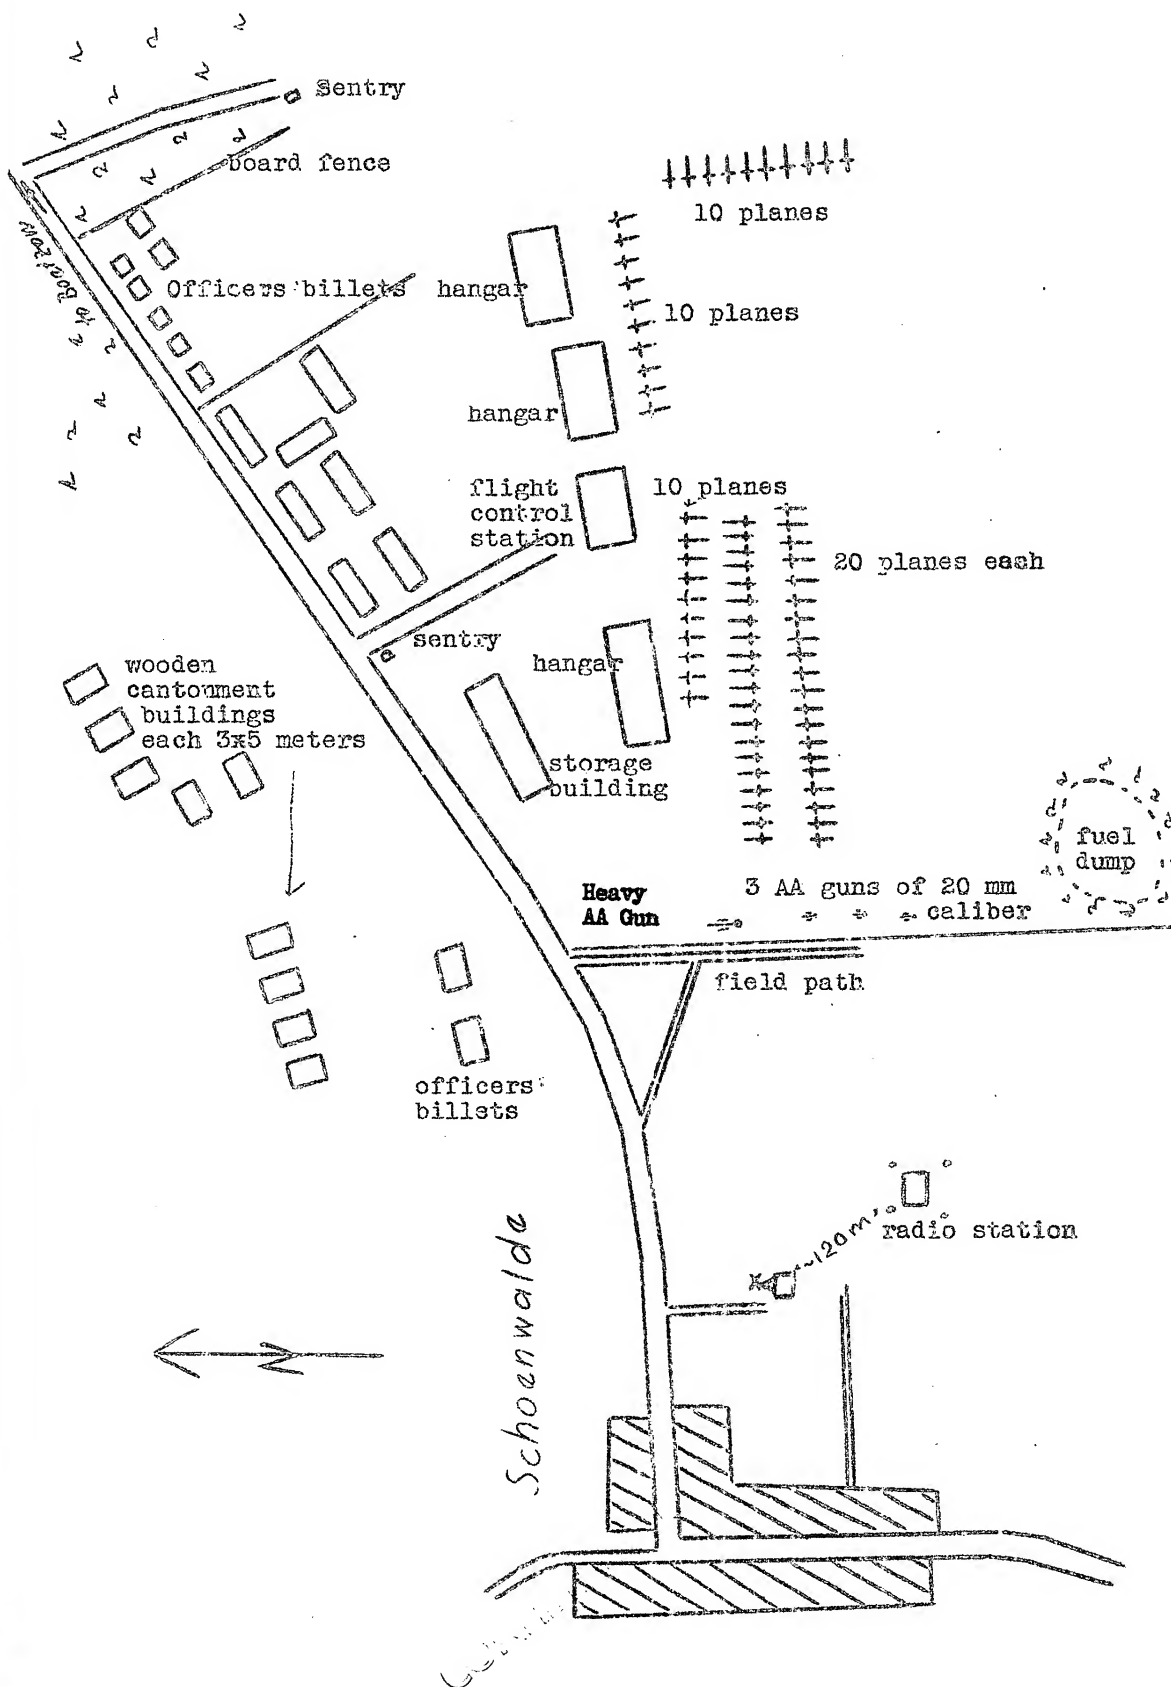 Sentry
board fence
10 planes
Officers' billets
hangar
10 planes
hangar
flight
control
station
10 planes
20 planes each
sentry
hangar
wooden
cantonment
buildings
each 3x5 meters
storage
building
fuel
dump
Heavy
AA Gun
3 AA guns of 20 mm
caliber
field path
officers'
billets
~120m
radio station
Schoenwalde